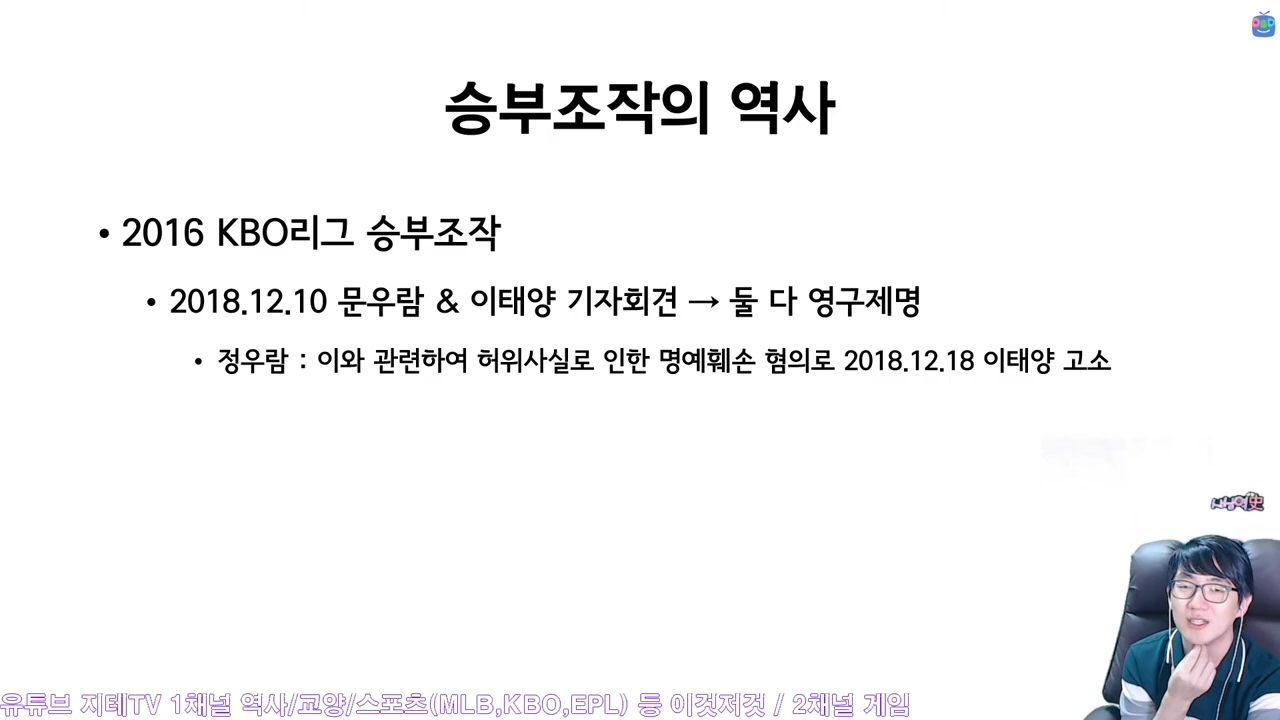 승부조작의 역사
• 2016 KBO리그 승부조작
• 2018.12.10 문우람 & 이태양 기자회견 → 둘 다 영구제명
• 정우람 : 이와 관련하여 허위사실로 인한 명예훼손 혐의로 2018.12.18 이태양 고소
유튜브 지테TV 1채널 역사/교양/스포츠(MLB,KBO,EPL) 등 이것저것 / 2채널 게임